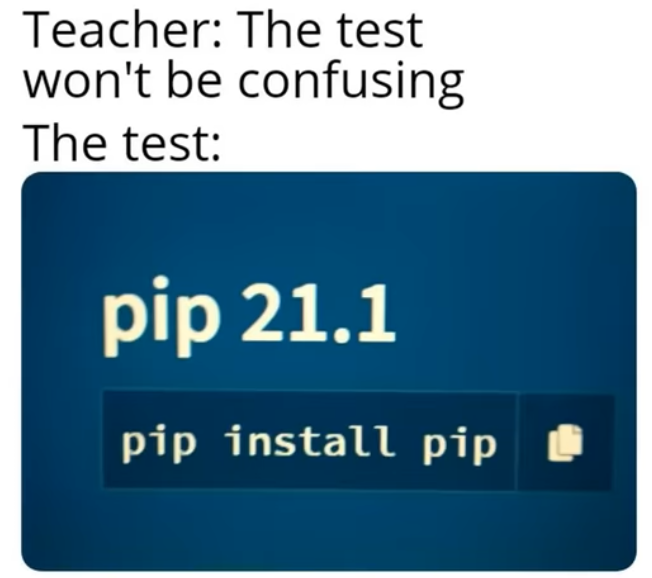 Teacher: The test
won't be confusing
The test:
pip 21.1
pip install pip